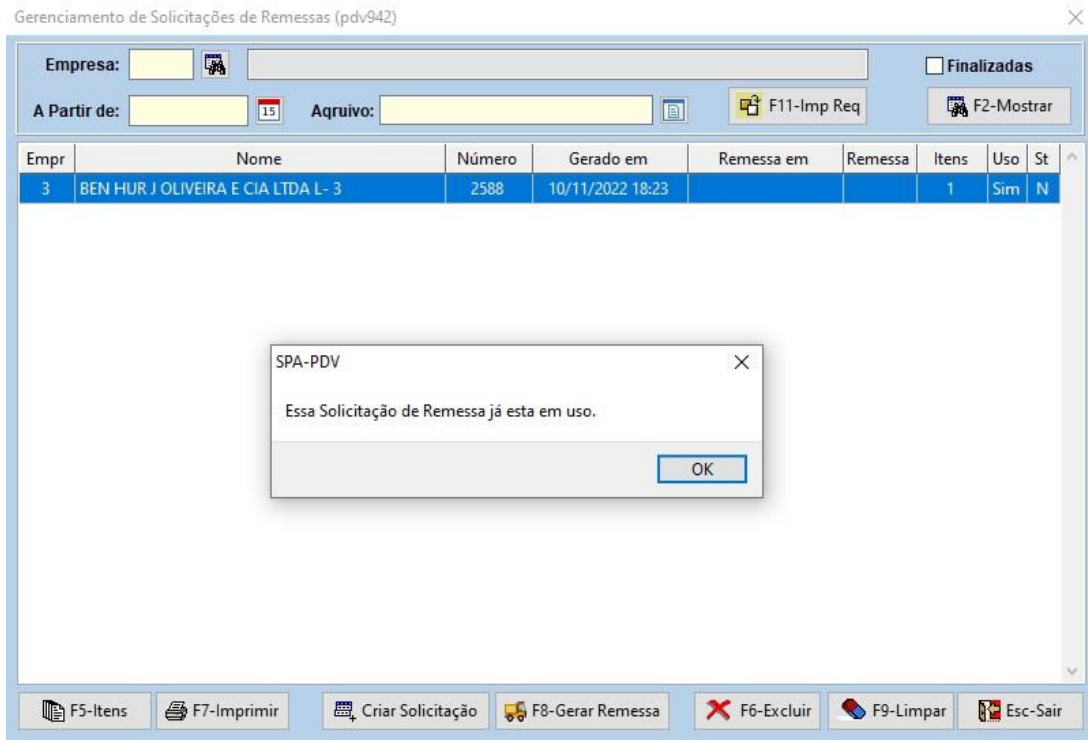 Gerenciamento de Solicitações de Remessas (pdv942)
Empresa:
Finalizadas
A Partir de:
15
Aqruivo:
F11-Imp Req
F2-Mostrar
Empr Nome Número Gerado em Remessa em Remessa Itens Uso St
3 BEN HUR J OLIVEIRA E CIA LTDA L- 3 2588 10/11/2022 18:23 1 Sim N
SPA-PDV
Essa Solicitação de Remessa já esta em uso.
OK
F5-Itens F7-Imprimir Criar Solicitação F8-Gerar Remessa F6-Excluir F9-Limpar Esc-Sair